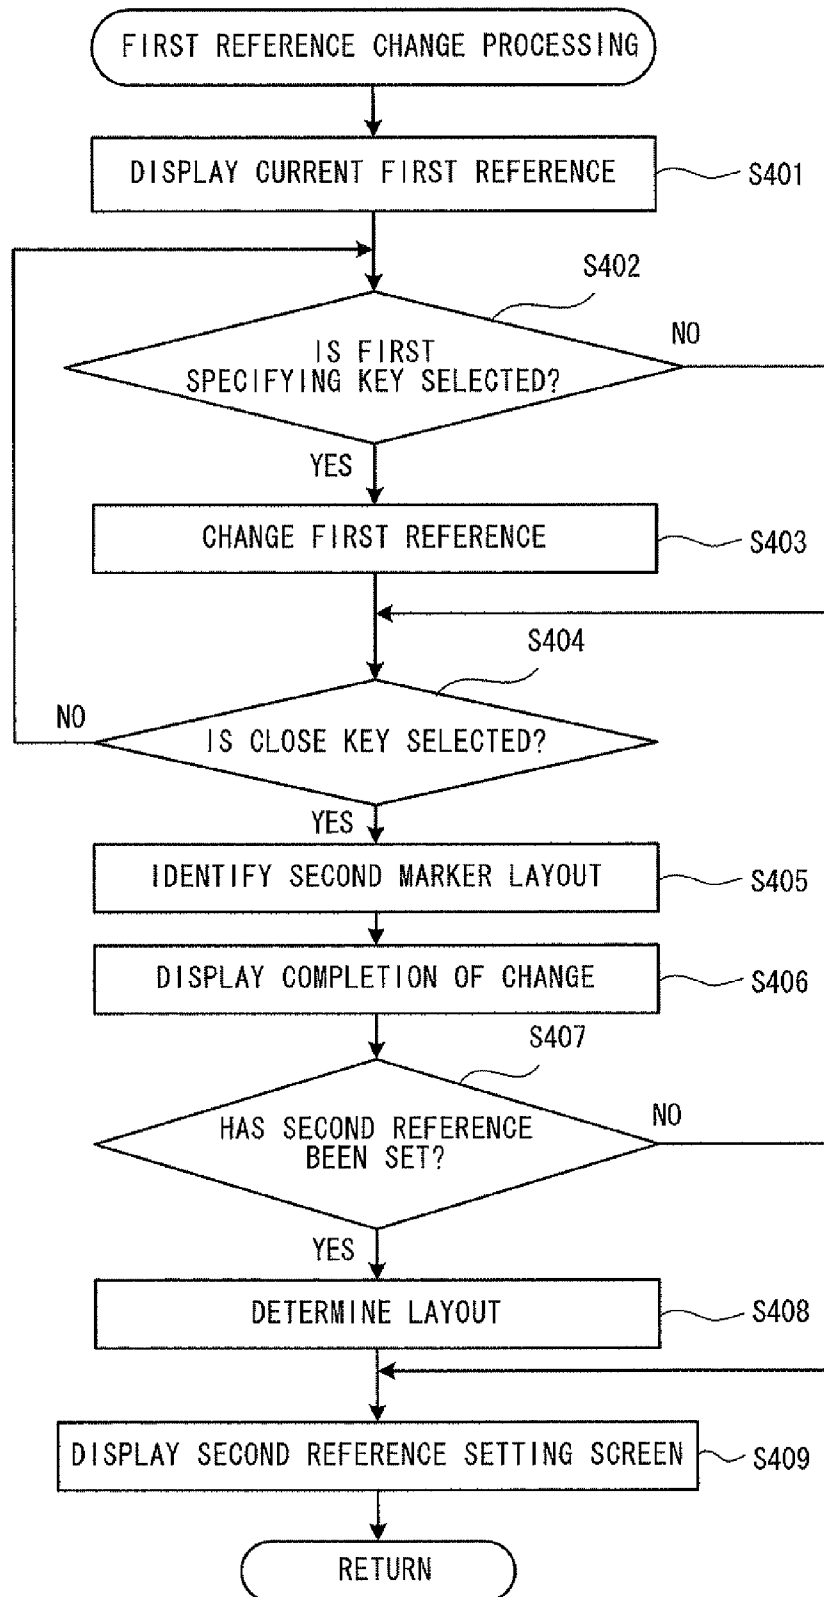 FIRST REFERENCE CHANGE PROCESSING
DISPLAY CURRENT FIRST REFERENCE
S401
S402
IS FIRST
SPECIFYING KEY SELECTED?
NO
YES
CHANGE FIRST REFERENCE
S403
S404
NO
IS CLOSE KEY SELECTED?
YES
IDENTIFY SECOND MARKER LAYOUT
S405
DISPLAY COMPLETION OF CHANGE
S406
S407
HAS SECOND REFERENCE
BEEN SET?
NO
YES
DETERMINE LAYOUT
S408
DISPLAY SECOND REFERENCE SETTING SCREEN
S409
RETURN